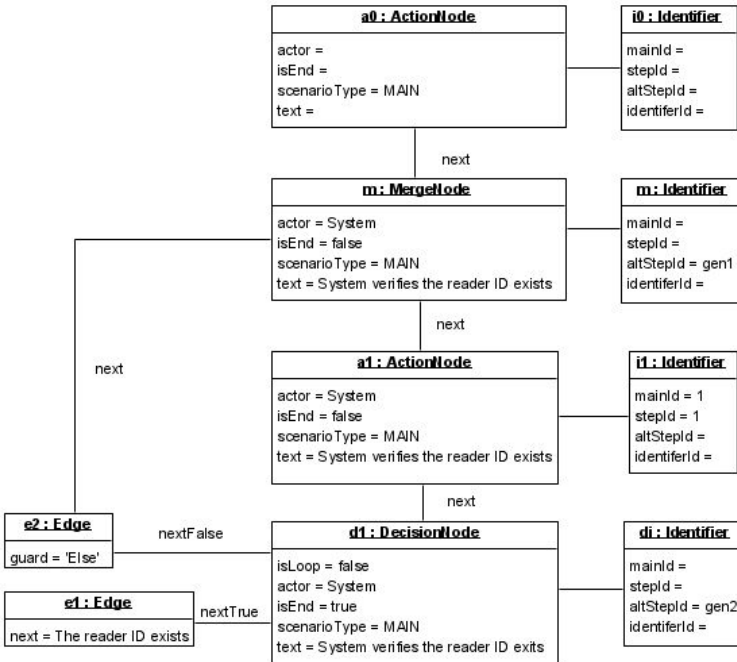 a0 : ActionNode
actor =
isEnd =
scenarioType = MAIN
text =
i0 : Identifier
mainId =
stepId =
altStepId =
identiferId =
next
m : MergeNode
actor = System
isEnd = false
scenarioType = MAIN
text = System verifies the reader ID exists
m : Identifier
mainId =
stepId =
altStepId = gen1
identiferId =
next
next
a1 : ActionNode
actor = System
isEnd = false
scenarioType = MAIN
text = System verifies the reader ID exists
i1 : Identifier
mainId = 1
stepId = 1
altStepId =
identiferId =
next
e2 : Edge
guard = 'Else'
nextFalse
d1 : DecisionNode
isLoop = false
actor = System
isEnd = true
scenarioType = MAIN
text = System verifies the reader ID exits
di : Identifier
mainId =
stepId =
altStepId = gen2
identiferId =
e1 : Edge
next = The reader ID exists
nextTrue